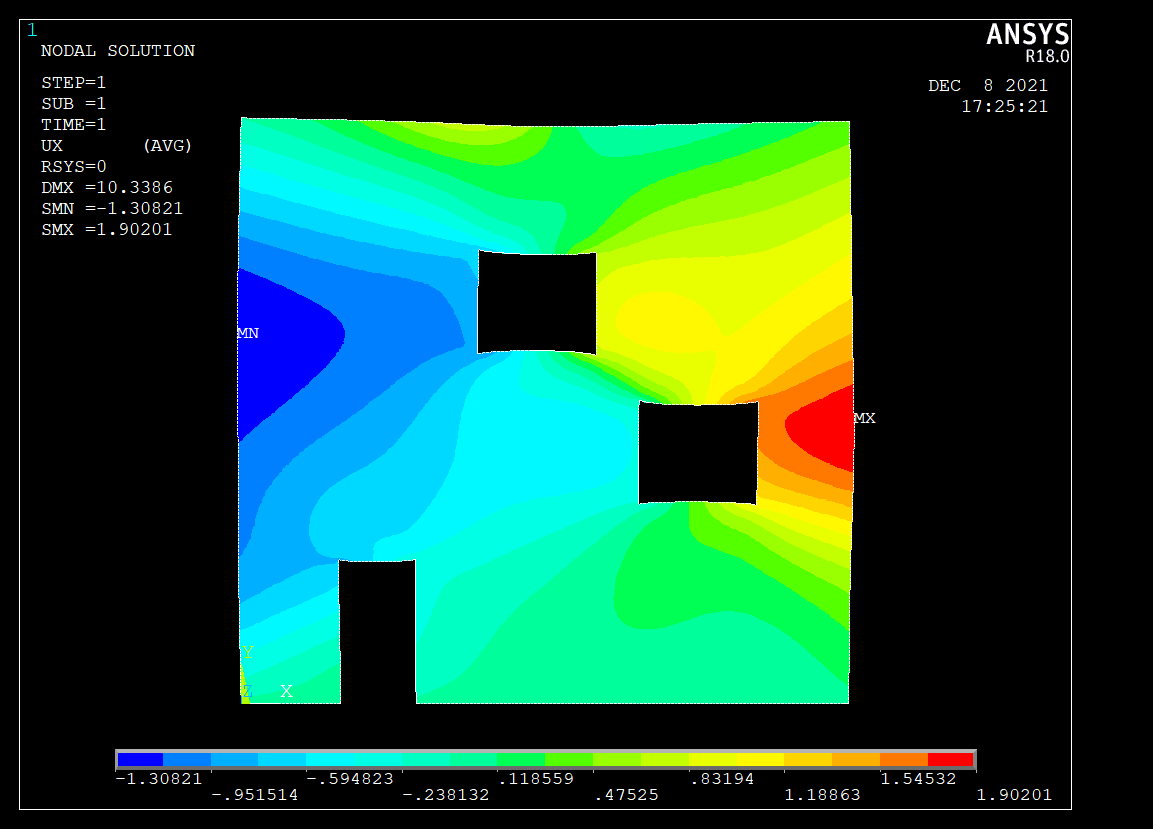 1
ANSYS
R18.0
NODAL SOLUTION
STEP=1
SUB =1
TIME=1
UX (AVG)
RSYS=0
DMX =10.3386
SMN =-1.30821
SMX =1.90201
DEC 8 2021
17:25:21
MN
MX
Y
Z X
-1.30821 -.594823 .118559 .83194 1.54532
-.951514 -.238132 .47525 1.18863 1.90201